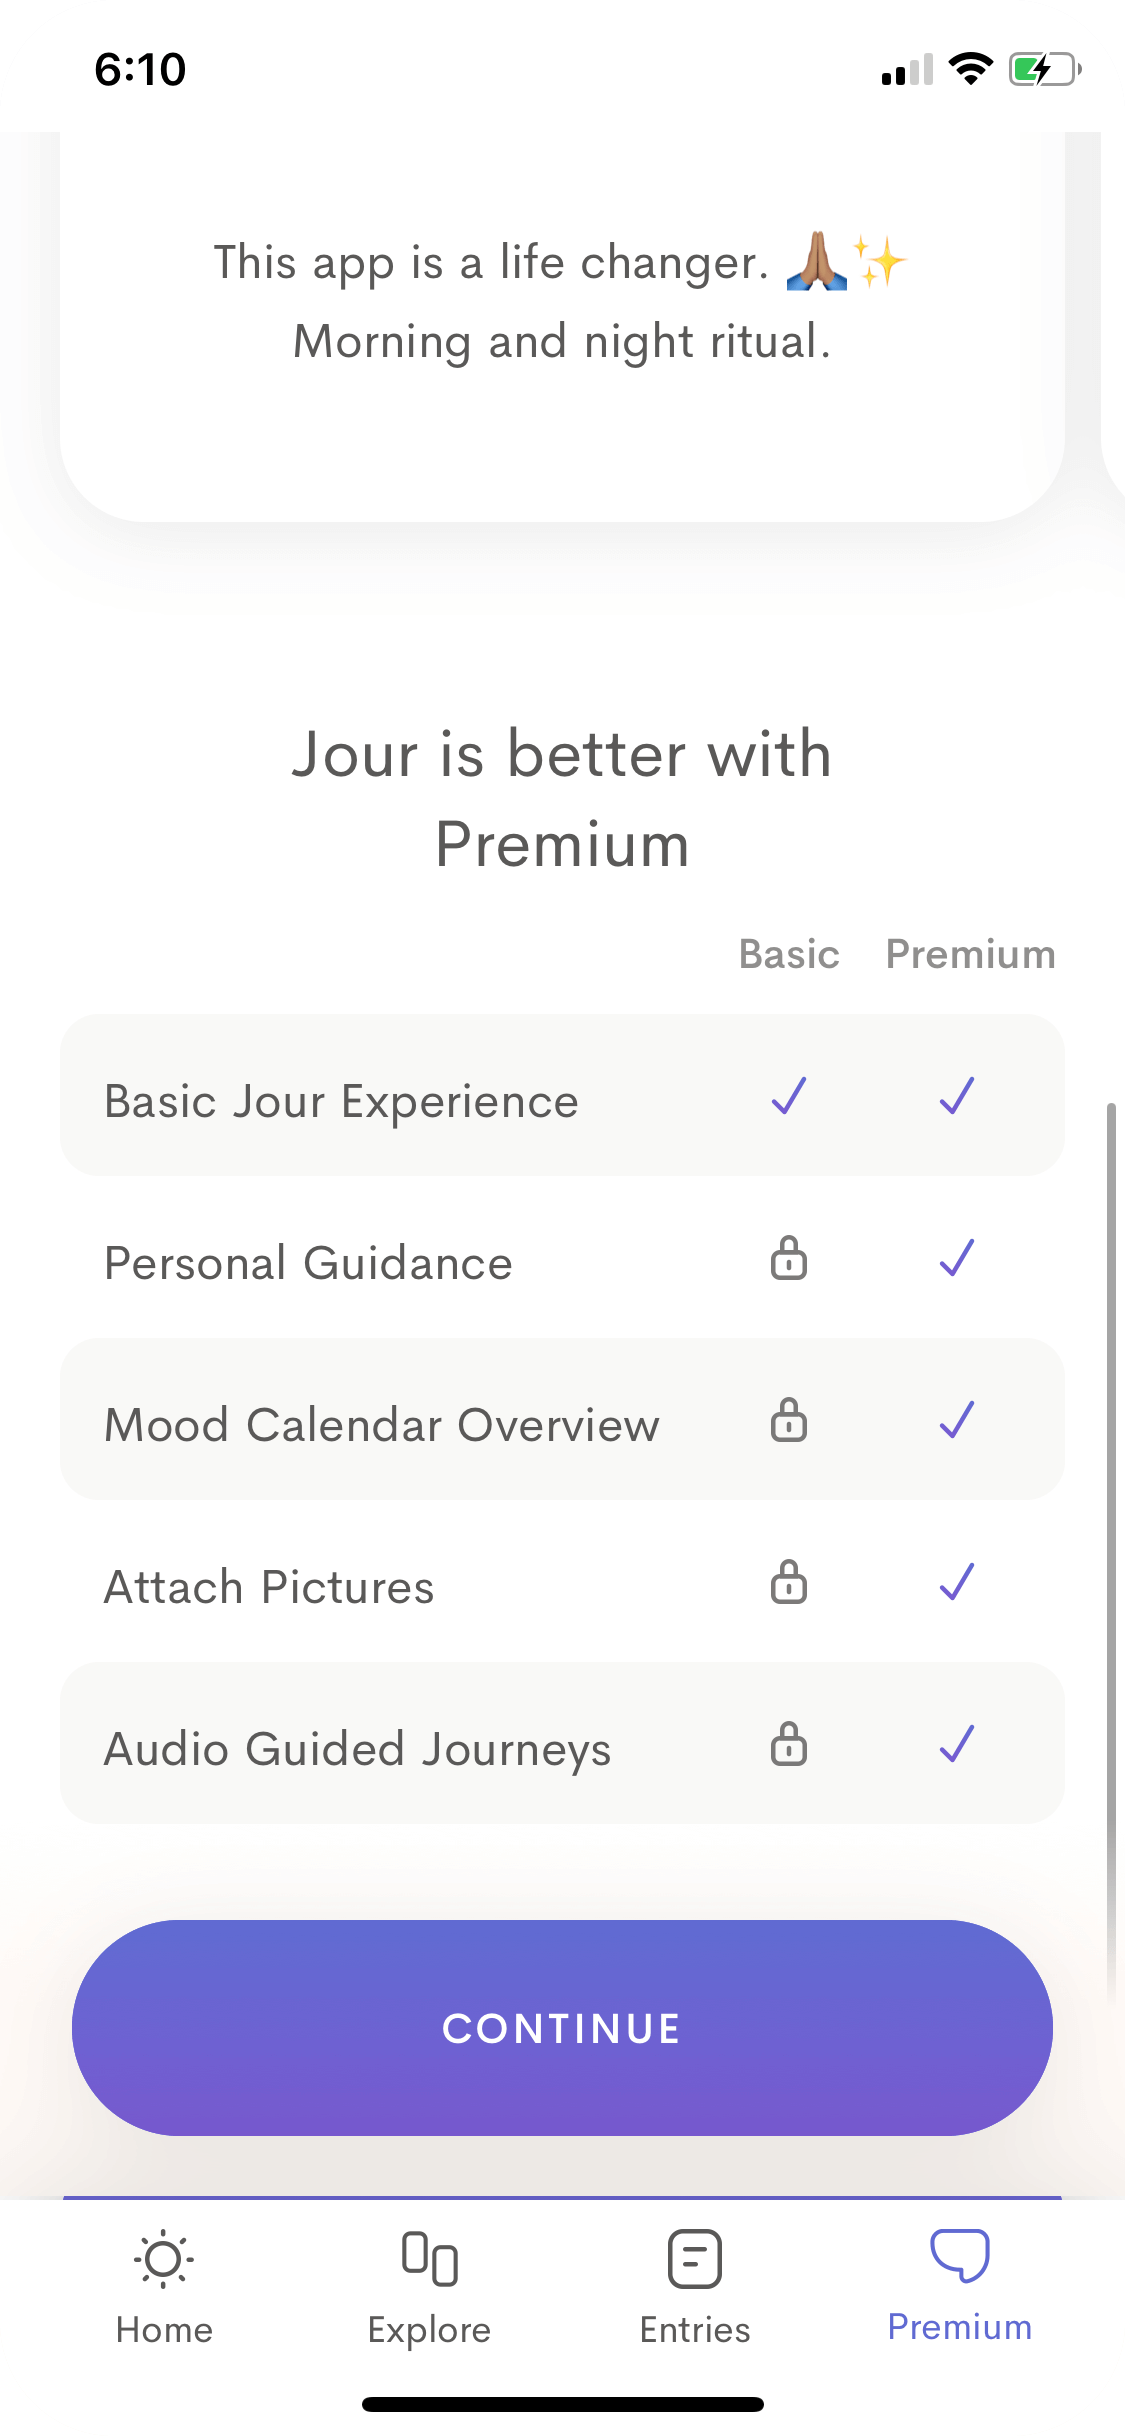 6:10
This app is a life changer. 🙏🏽✨
Morning and night ritual.
Jour is better with
Premium
Basic Premium
Basic Jour Experience
Personal Guidance
Mood Calendar Overview
Attach Pictures
Audio Guided Journeys
CONTINUE
Home Explore Entries Premium